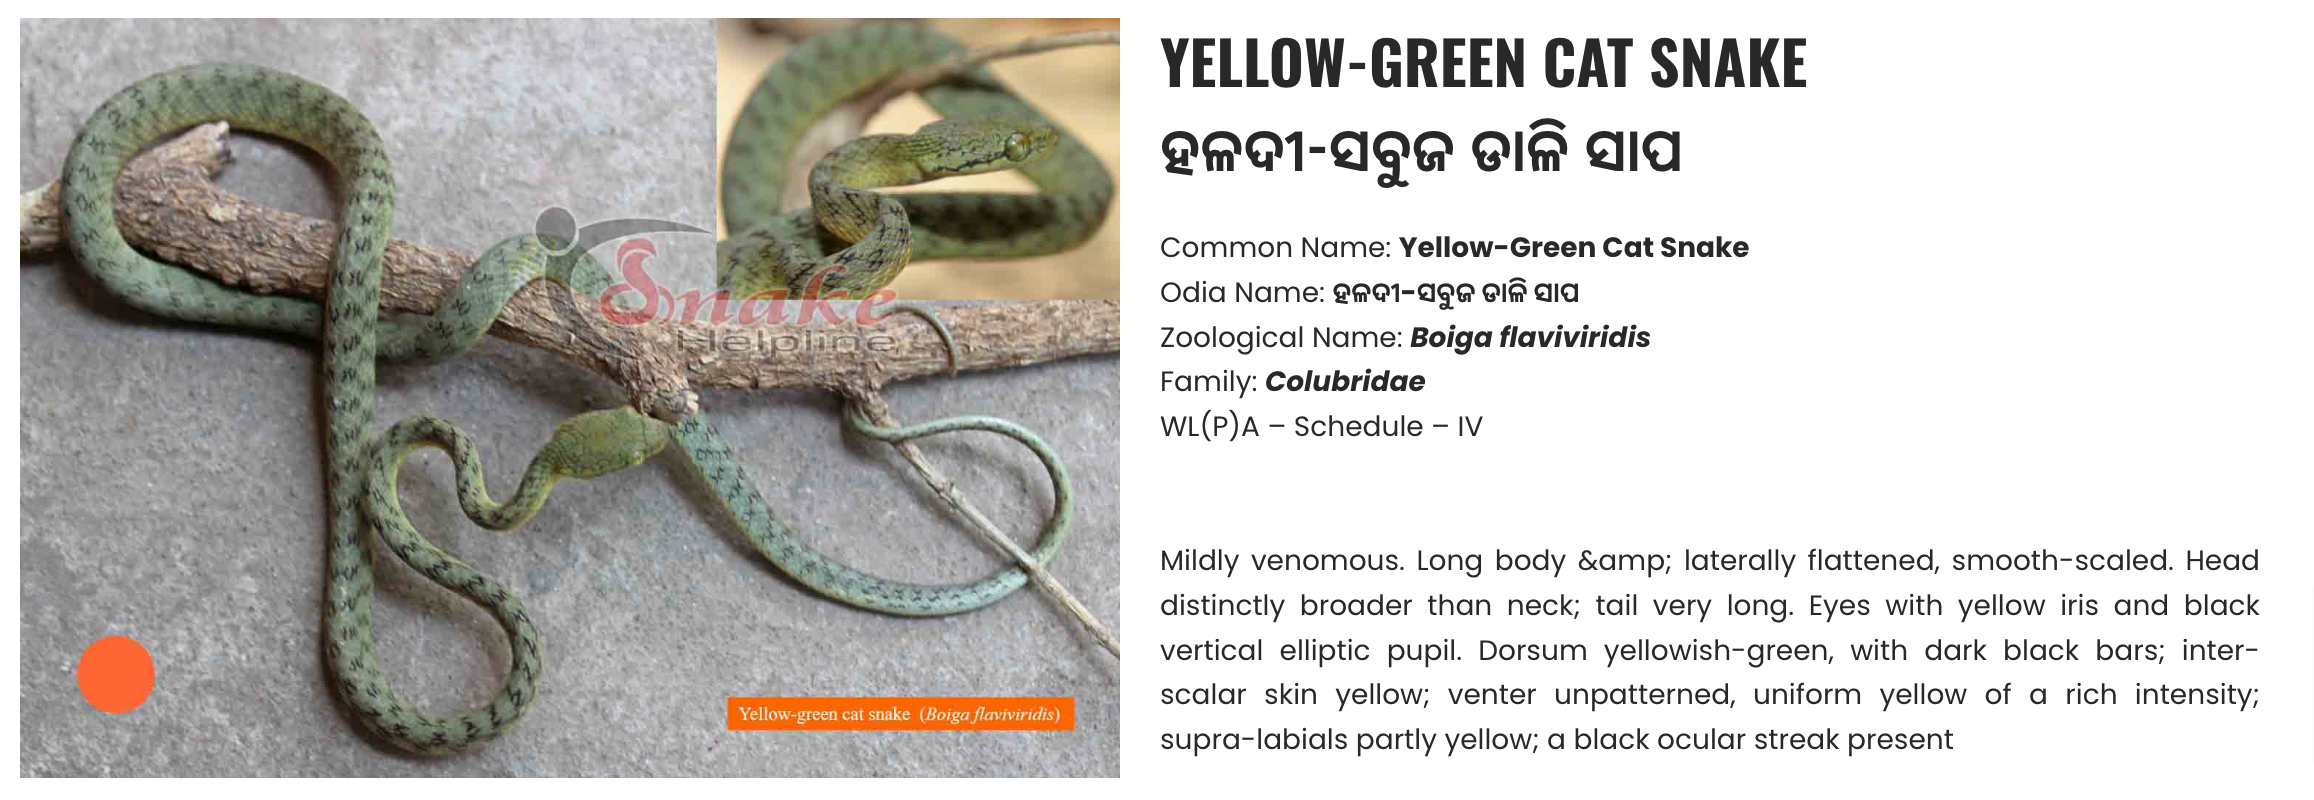 YELLOW-GREEN CAT SNAKE
ହଳଦୀ-ସବୁଜ ଡାଳି ସାପ
Common Name: Yellow-Green Cat Snake
Odia Name: ହଳଦୀ-ସବୁଜ ଡାଳି ସାପ
Zoological Name: Boiga flaviviridis
Family: Colubridae
WL(P)A – Schedule – IV
Mildly venomous. Long body &amp; laterally flattened, smooth-scaled. Head
distinctly broader than neck; tail very long. Eyes with yellow iris and black
vertical elliptic pupil. Dorsum yellowish-green, with dark black bars; inter-
scalar skin yellow; venter unpatterned, uniform yellow of a rich intensity;
supra-labials partly yellow; a black ocular streak present
Snake
Helpline
Yellow-green cat snake (Boiga flaviviridis)